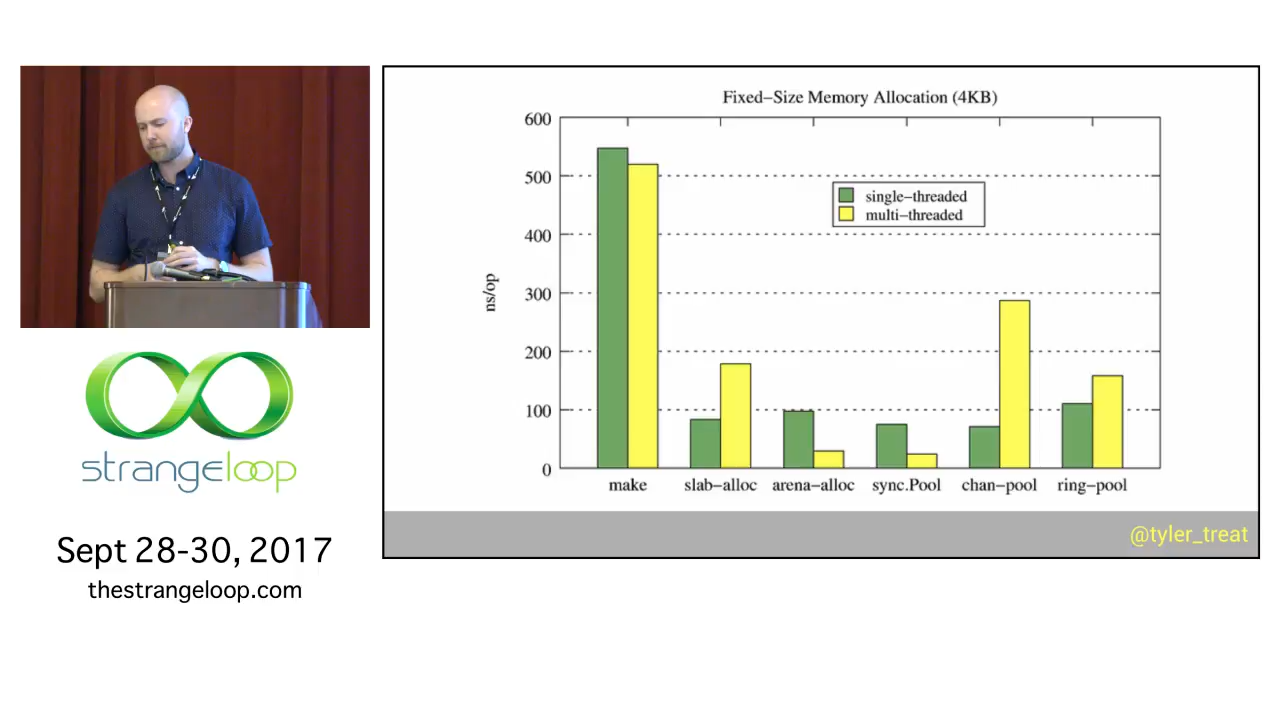 strangeloop
Sept 28-30, 2017
thestrangeloop.com
Fixed-Size Memory Allocation (4KB)
600
500
400
300
200
100
0
ns/op
single-threaded
multi-threaded
make slab-alloc arena-alloc sync.Pool chan-pool ring-pool
@tyler_treat